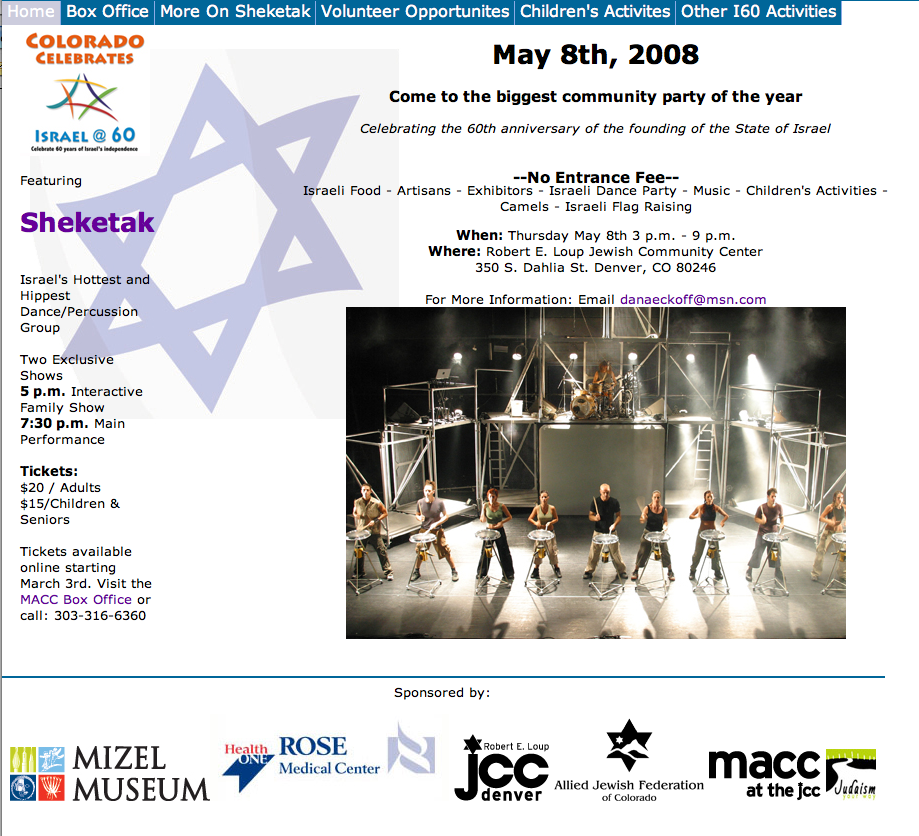 Home
Box Office
More On Sheketak
Volunteer Opportunites
Children's Activites
Other I60 Activities
COLORADO
CELEBRATES
ISRAEL @ 60
Celebrate 60 years of Israel's independence
Featuring
Sheketak
Israel's Hottest and
Hippest
Dance/Percussion
Group
Two Exclusive
Shows
5 p.m. Interactive
Family Show
7:30 p.m. Main
Performance
Tickets:
$20 / Adults
$15/Children &
Seniors
Tickets available
online starting
March 3rd. Visit the
MACC Box Office or
call: 303-316-6360
May 8th, 2008
Come to the biggest community party of the year
Celebrating the 60th anniversary of the founding of the State of Israel
--No Entrance Fee--
Israeli Food - Artisans - Exhibitors - Israeli Dance Party - Music - Children's Activities -
Camels - Israeli Flag Raising
When: Thursday May 8th 3 p.m. - 9 p.m.
Where: Robert E. Loup Jewish Community Center
350 S. Dahlia St. Denver, CO 80246
For More Information: Email danaeckoff@msn.com
Sponsored by:
MIZEL
MUSEUM
Health
ONE
ROSE
Medical Center
Robert E. Loup
jcc
denver
Allied Jewish Federation
of Colorado
macc
at the jcc
Judaism
your way